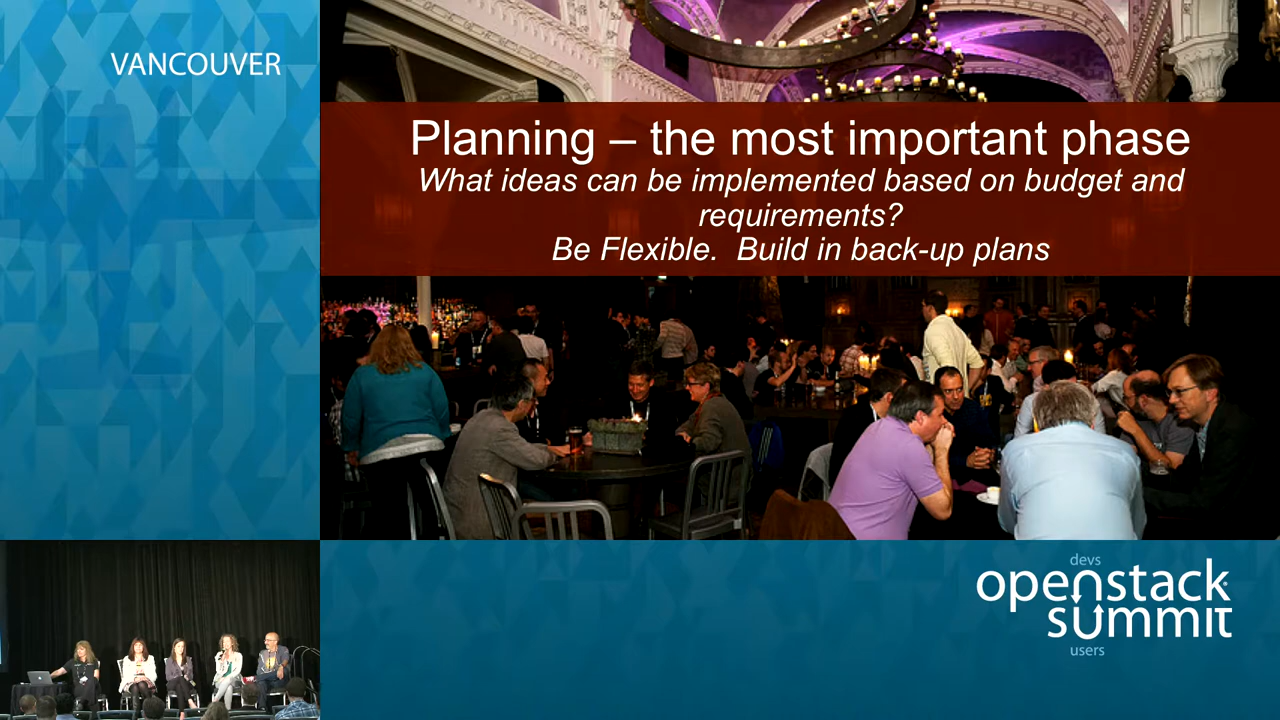 VANCOUVER
Planning – the most important phase
What ideas can be implemented based on budget and
requirements?
Be Flexible.  Build in back-up plans
devs
openstack
summit
users